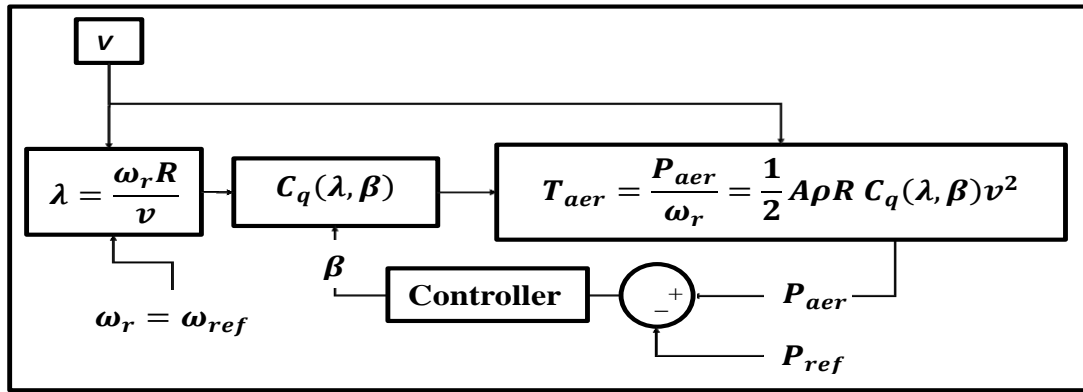 v
λ = ω_r R / v
C_q(λ, β)
T_aer = P_aer / ω_r = 1/2 AρR C_q(λ, β)v²
β
Controller
+
−
P_aer
ω_r = ω_ref
P_ref